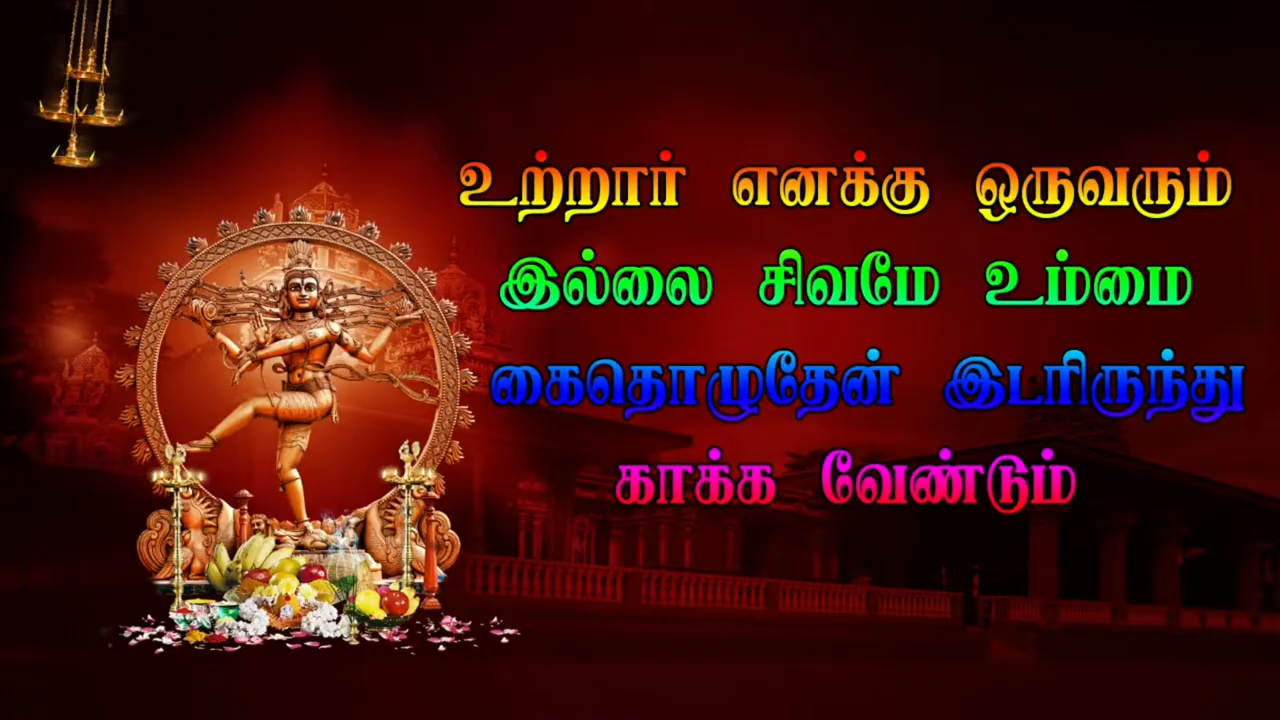 உற்றார் எனக்கு ஒருவரும்
இல்லை சிவமே உம்மை
கைதொழுதேன் இடரிருந்து
காக்க வேண்டும்